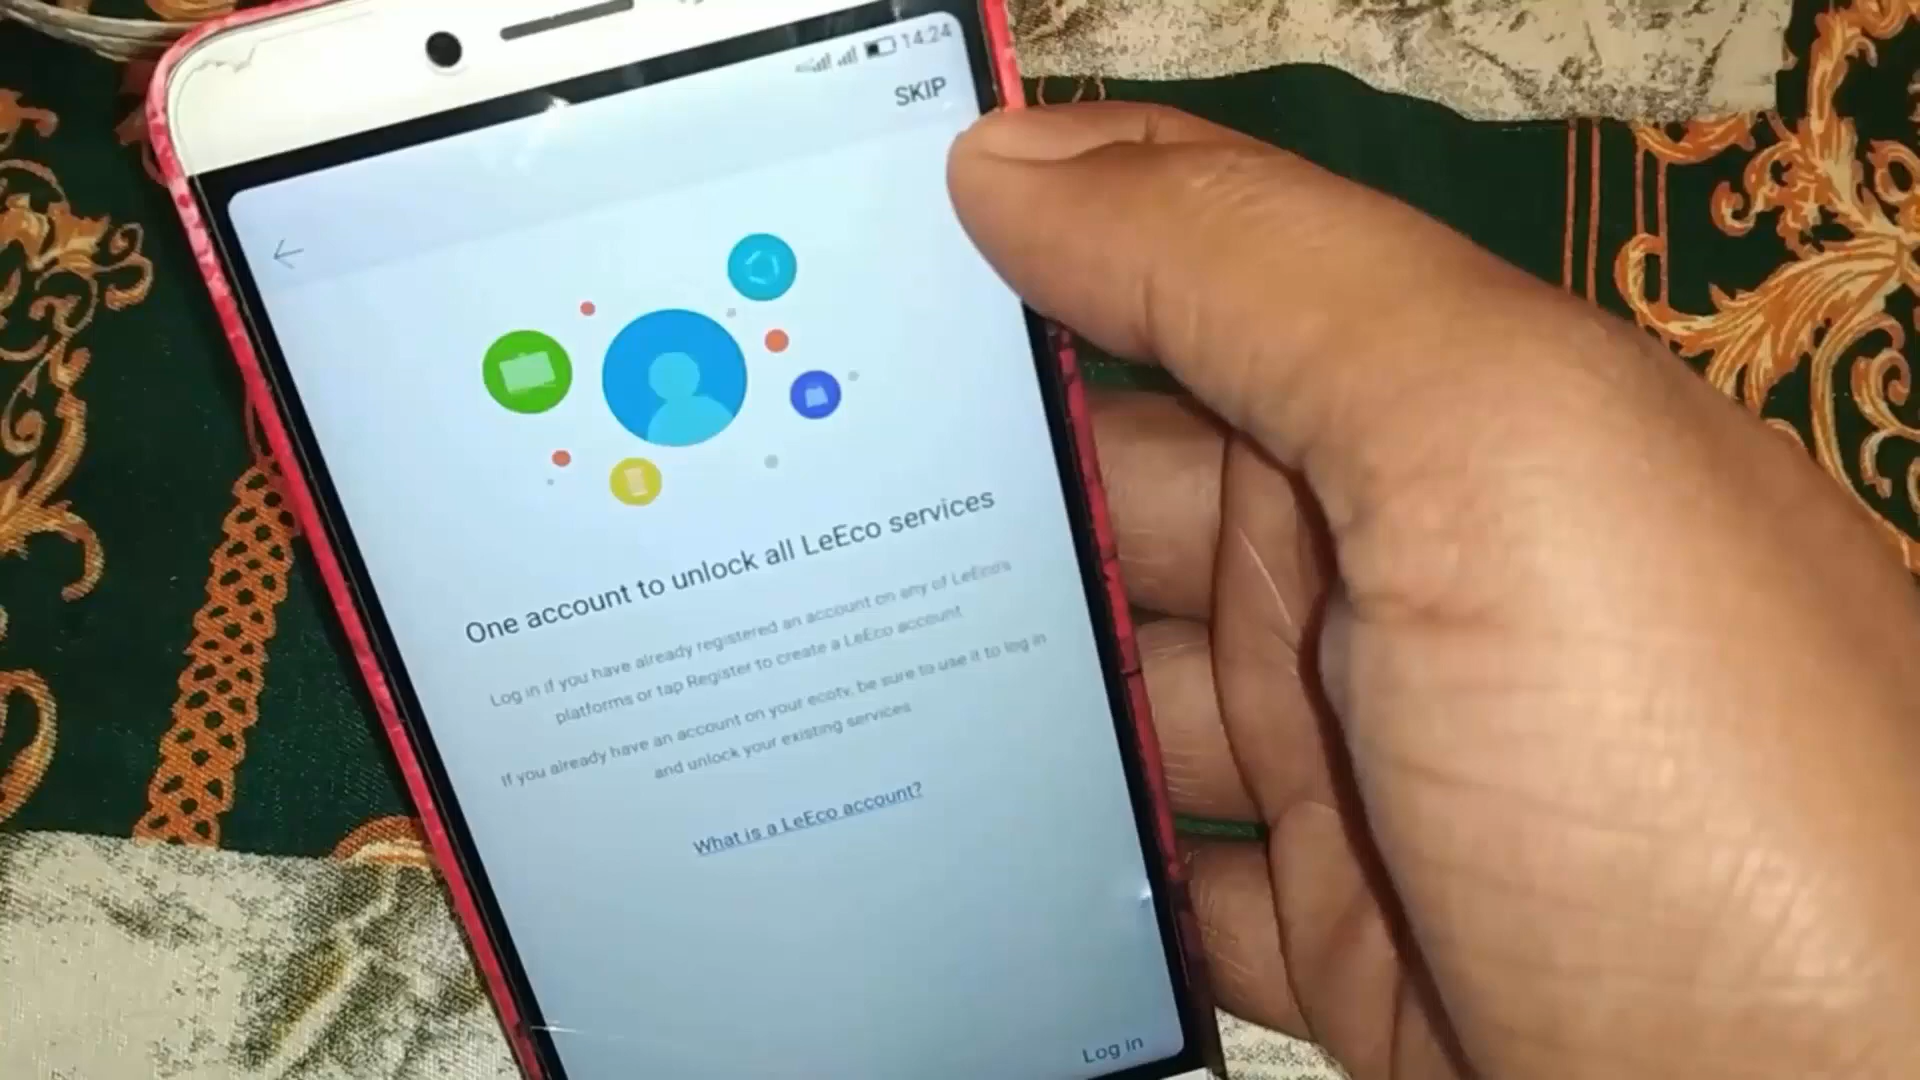 14:24
SKIP
One account to unlock all LeEco services
Log in if you have already registered an account on any of LeEco's
platforms or tap Register to create a LeEco account
If you already have an account on your ecotv, be sure to use it to log in
and unlock your existing services
What is a LeEco account?
Log in